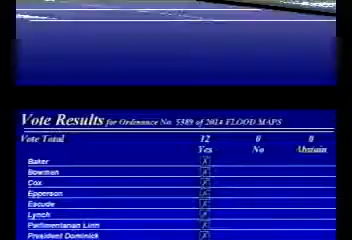 Vote Results for Ordinance No. 5389 of 2014 FLOOD MAPS
Vote Total 12 0 0
Yes No Abstain
Baker X
Bowman X
Cox X
Epperson X
Escude X
Lynch X
Parlimentarian Linn X
President Dominick X